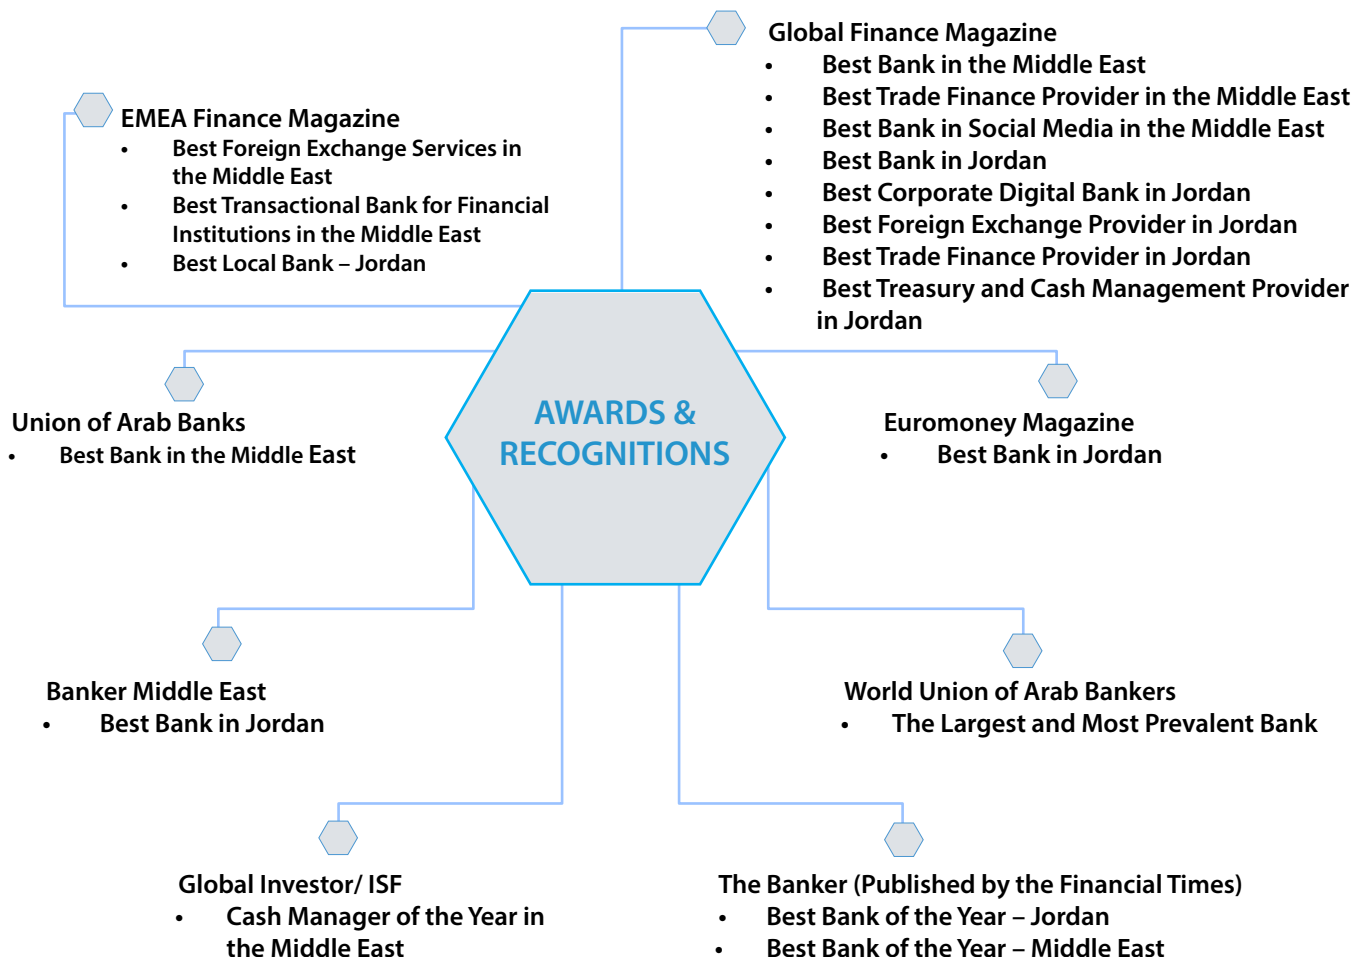 Global Finance Magazine
• Best Bank in the Middle East
• Best Trade Finance Provider in the Middle East
• Best Bank in Social Media in the Middle East
• Best Bank in Jordan
• Best Corporate Digital Bank in Jordan
• Best Foreign Exchange Provider in Jordan
• Best Trade Finance Provider in Jordan
• Best Treasury and Cash Management Provider
in Jordan
EMEA Finance Magazine
• Best Foreign Exchange Services in
the Middle East
• Best Transactional Bank for Financial
Institutions in the Middle East
• Best Local Bank – Jordan
AWARDS &
RECOGNITIONS
Union of Arab Banks
• Best Bank in the Middle East
Euromoney Magazine
• Best Bank in Jordan
Banker Middle East
• Best Bank in Jordan
World Union of Arab Bankers
• The Largest and Most Prevalent Bank
Global Investor/ ISF
• Cash Manager of the Year in
the Middle East
The Banker (Published by the Financial Times)
• Best Bank of the Year – Jordan
• Best Bank of the Year – Middle East